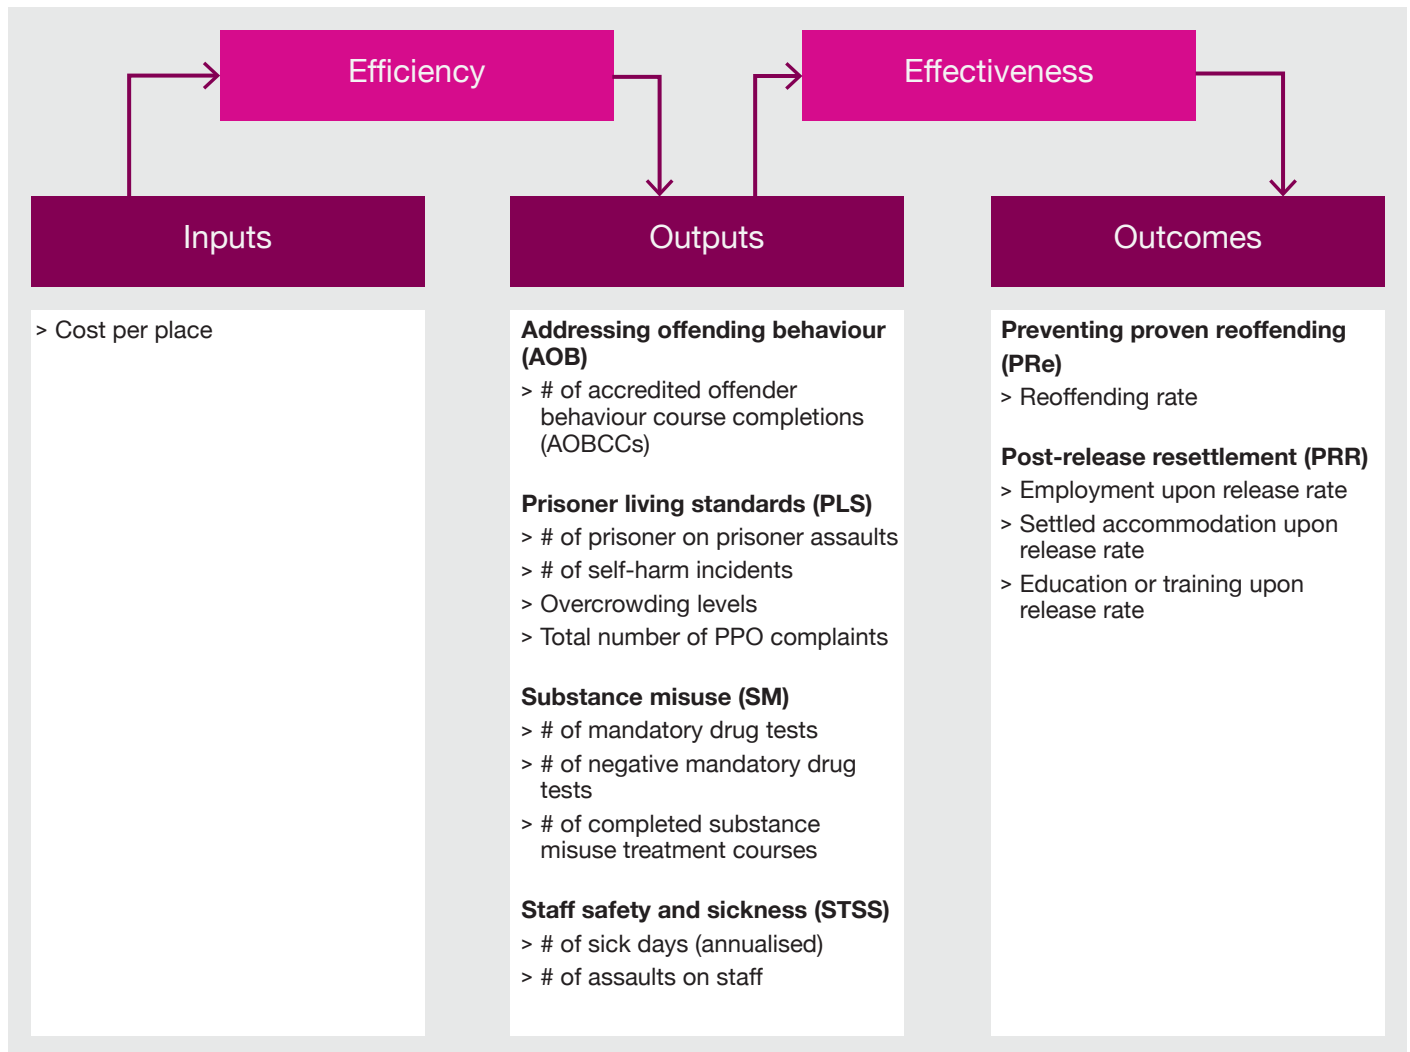 Efficiency
Effectiveness
Inputs
Outputs
Outcomes
> Cost per place
Addressing offending behaviour
(AOB)
> # of accredited offender
behaviour course completions
(AOBCCs)
Prisoner living standards (PLS)
> # of prisoner on prisoner assaults
> # of self-harm incidents
> Overcrowding levels
> Total number of PPO complaints
Substance misuse (SM)
> # of mandatory drug tests
> # of negative mandatory drug
tests
> # of completed substance
misuse treatment courses
Staff safety and sickness (STSS)
> # of sick days (annualised)
> # of assaults on staff
Preventing proven reoffending
(PRe)
> Reoffending rate
Post-release resettlement (PRR)
> Employment upon release rate
> Settled accommodation upon
release rate
> Education or training upon
release rate